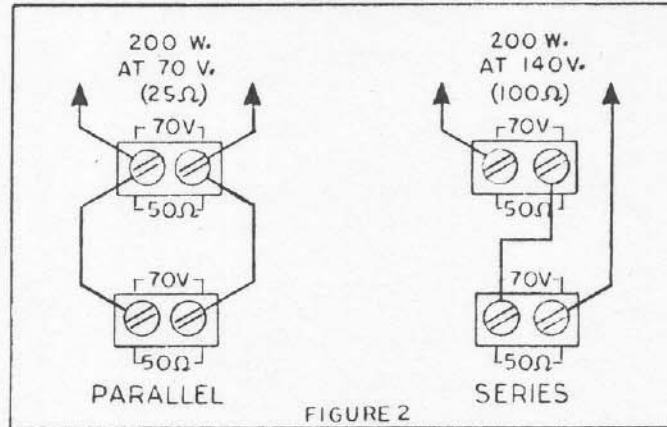 200 W.
AT 70 V.
(25Ω)
70V
50Ω
70V
50Ω
PARALLEL
200 W.
AT 140V.
(100Ω)
70V
50Ω
70V
50Ω
SERIES
FIGURE 2